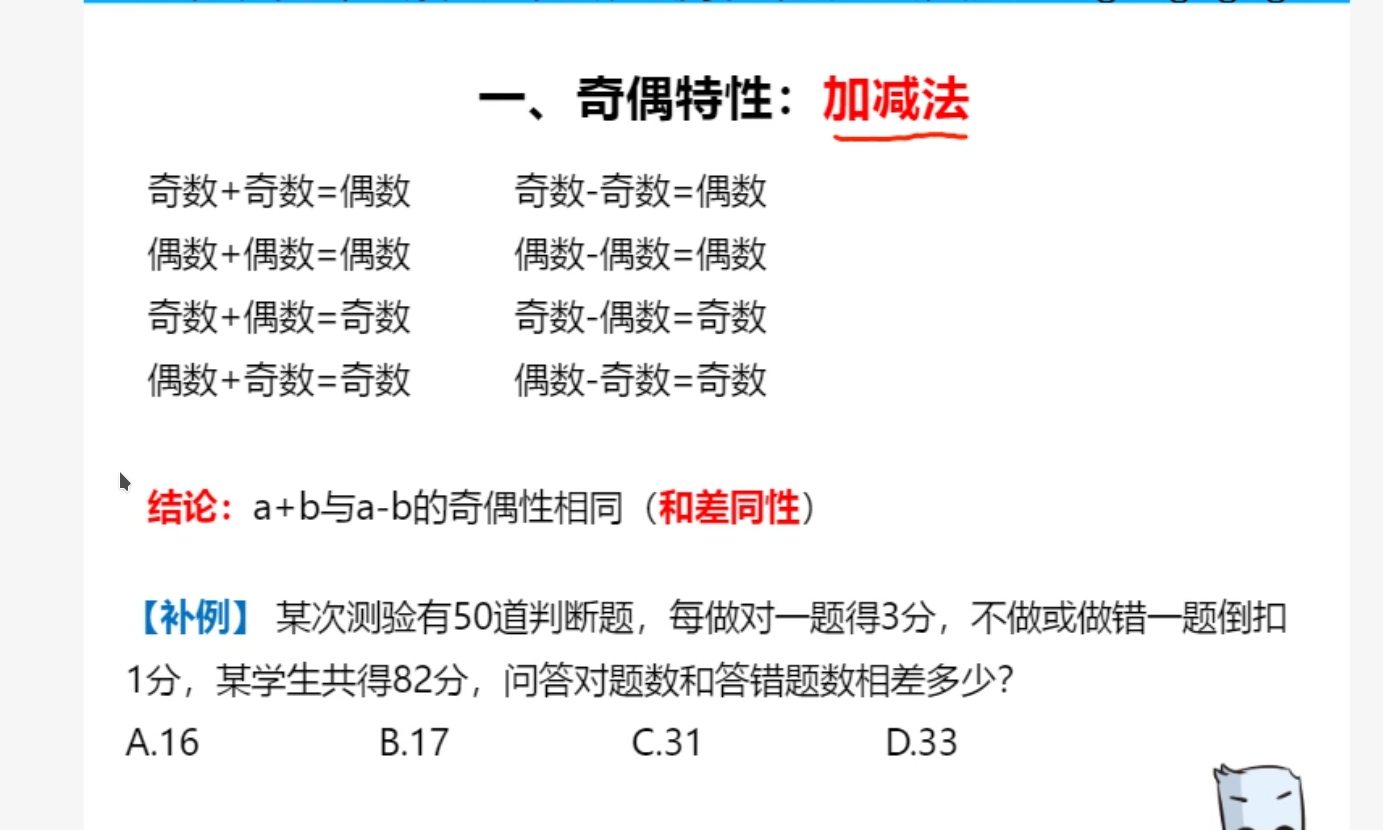 一、奇偶特性：加减法
奇数+奇数=偶数 奇数-奇数=偶数
偶数+偶数=偶数 偶数-偶数=偶数
奇数+偶数=奇数 奇数-偶数=奇数
偶数+奇数=奇数 偶数-奇数=奇数
结论：a+b与a-b的奇偶性相同（和差同性）
【补例】 某次测验有50道判断题，每做对一题得3分，不做或做错一题倒扣
1分，某学生共得82分，问答对题数和答错题数相差多少？
A.16 B.17 C.31 D.33